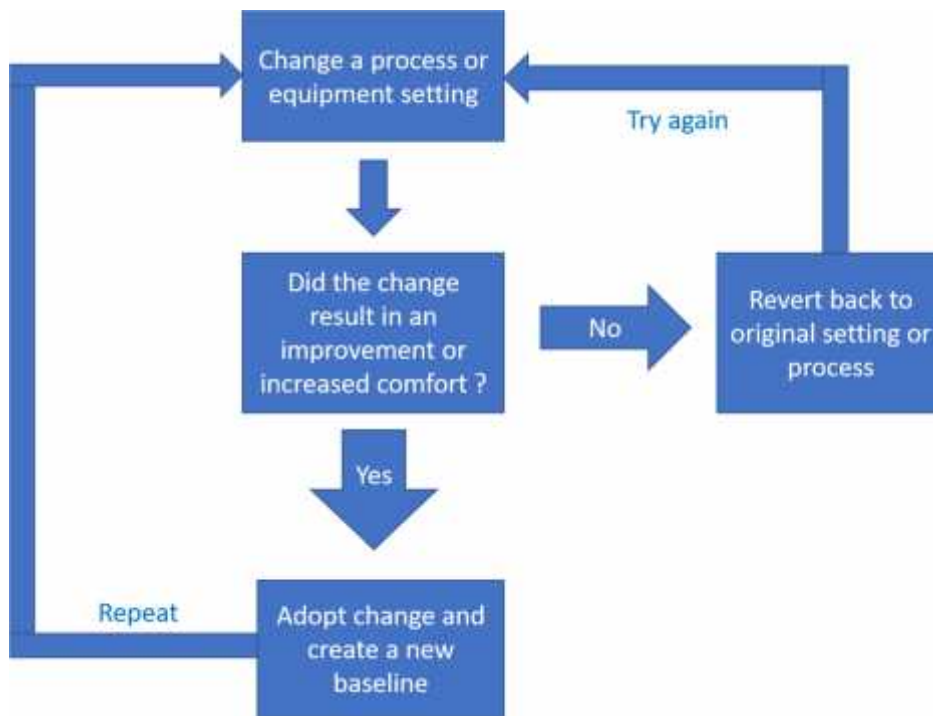 Change a process or
equipment setting
Try again
Did the change
result in an
improvement or
increased comfort ?
No
Revert back to
original setting or
process
Yes
Repeat
Adopt change and
create a new
baseline